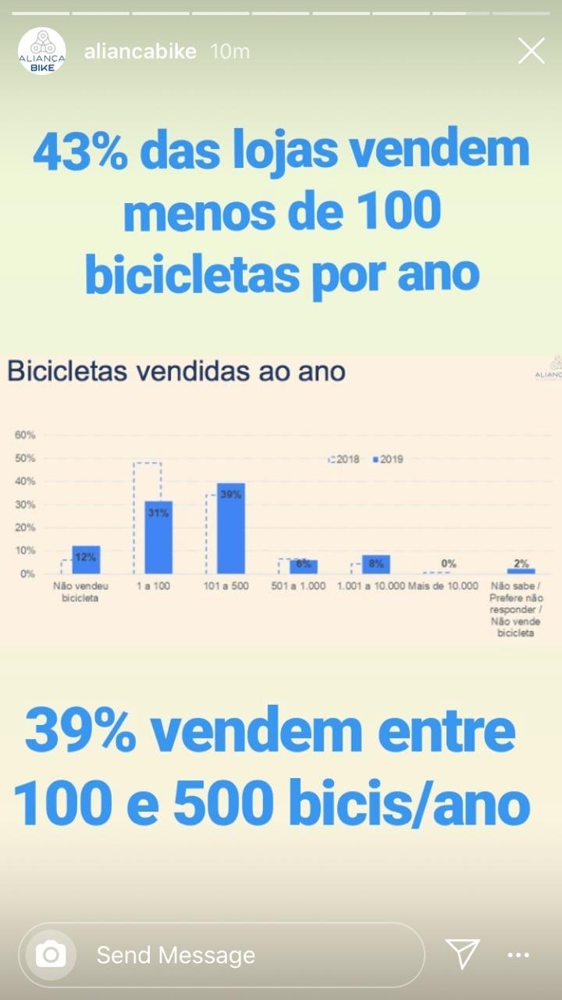 aliancabike 10m
ALIANÇA
BIKE
43% das lojas vendem
menos de 100
bicicletas por ano
Bicicletas vendidas ao ano
60%
50%
40%
30%
20%
10%
0%
2018 2019
12%
31%
39%
6%
8%
0%
2%
Não vendeu
bicicleta
1 a 100
101 a 500
501 a 1.000
1.001 a 10.000
Mais de 10.000
Não sabe /
Prefere não
responder /
Não vende
bicicleta
39% vendem entre
100 e 500 bicis/ano
Send Message